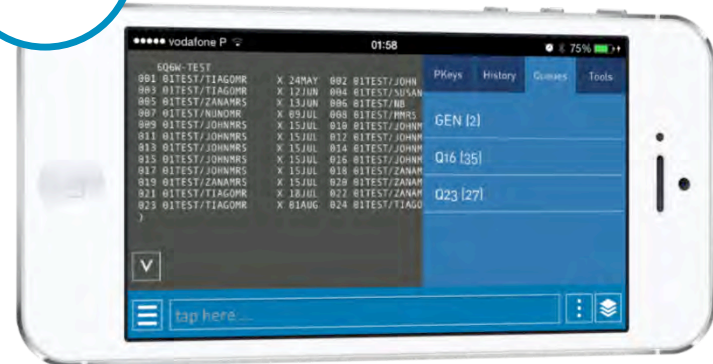 vodafone P 01:58 75%
6Q6W-TEST
001 01TEST/TIAGOMR X 24MAY 002 01TEST/JOHN
003 01TEST/TIAGOMR X 12JUN 004 01TEST/SUSAN
005 01TEST/ZANAMRS X 13JUN 006 01TEST/NB
007 01TEST/NUNOMR X 09JUL 008 01TEST/MMRS
009 01TEST/JOHNMRS X 15JUL 010 01TEST/JOHNM
011 01TEST/JOHNMRS X 15JUL 012 01TEST/JOHNM
013 01TEST/JOHNMRS X 15JUL 014 01TEST/JOHNM
015 01TEST/JOHNMRS X 15JUL 016 01TEST/JOHNM
017 01TEST/JOHNMRS X 15JUL 018 01TEST/ZANAM
019 01TEST/ZANAMRS X 15JUL 020 01TEST/ZANAM
021 01TEST/TIAGOMR X 18JUL 022 01TEST/ZANAM
023 01TEST/TIAGOMR X 01AUG 024 01TEST/TIAGO
)
PKeys History Queues Tools
GEN (2)
Q16 (35)
Q23 (27)
tap here ...